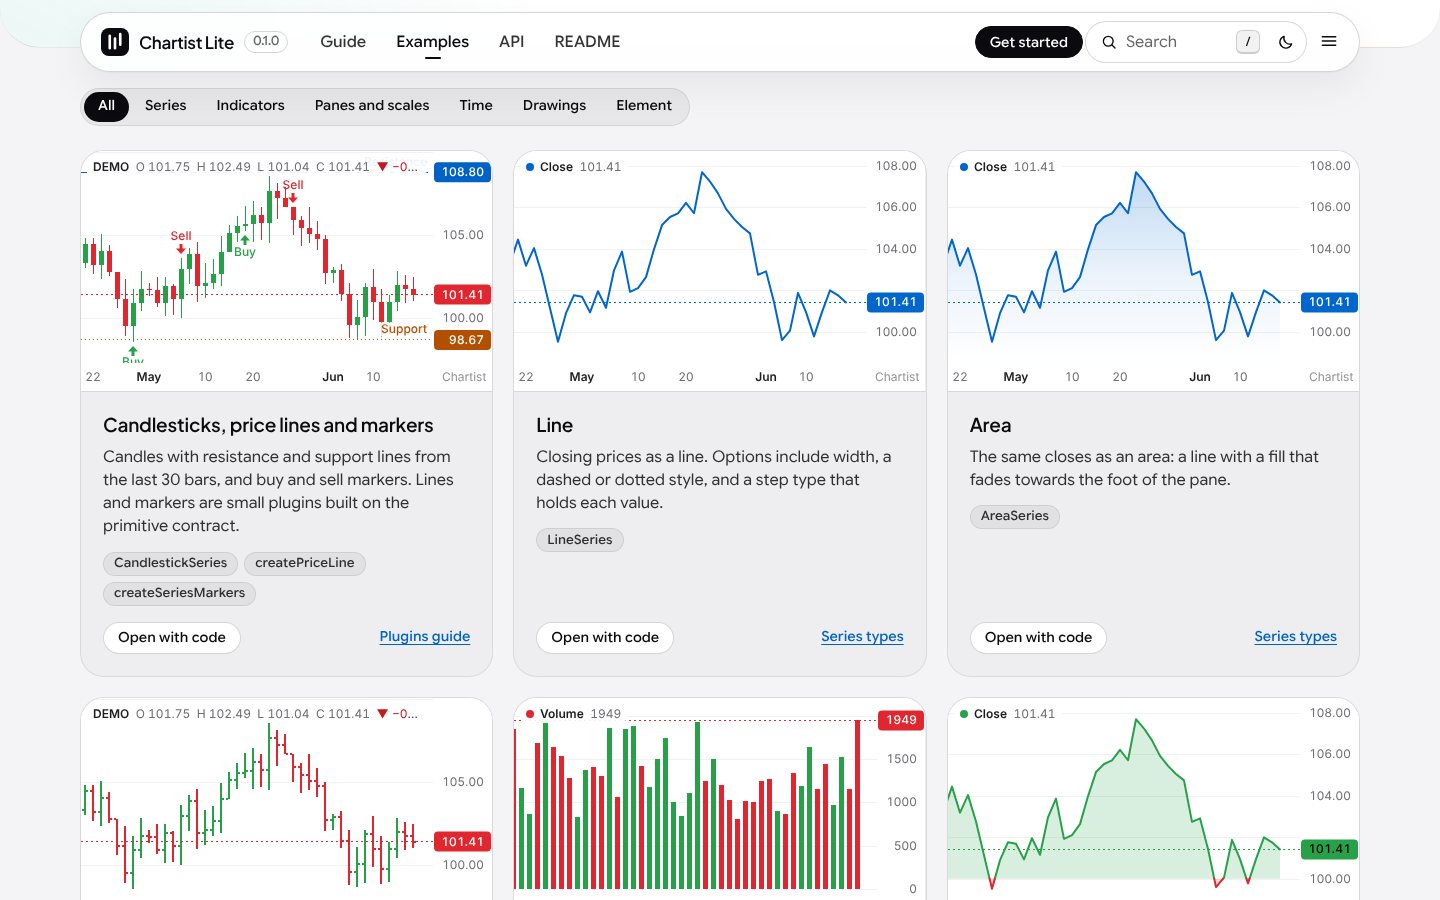 Chartist Lite 0.1.0 Guide Examples API README Get started Search /
All Series Indicators Panes and scales Time Drawings Element
DEMO O 101.75 H 102.49 L 101.04 C 101.41 ▼ −0...
108.80
Sell
Sell
Buy
105.00
101.41
100.00
Support
98.67
Buy
22 May 10 20 Jun 10 Chartist
Candlesticks, price lines and markers
Candles with resistance and support lines from
the last 30 bars, and buy and sell markers. Lines
and markers are small plugins built on the
primitive contract.
CandlestickSeries createPriceLine
createSeriesMarkers
Open with code Plugins guide
Close 101.41
108.00
106.00
104.00
101.41
100.00
22 May 10 20 Jun 10 Chartist
Line
Closing prices as a line. Options include width, a
dashed or dotted style, and a step type that
holds each value.
LineSeries
Open with code Series types
Close 101.41
108.00
106.00
104.00
101.41
100.00
22 May 10 20 Jun 10 Chartist
Area
The same closes as an area: a line with a fill that
fades towards the foot of the pane.
AreaSeries
Open with code Series types
DEMO O 101.75 H 102.49 L 101.04 C 101.41 ▼ −0...
105.00
101.41
100.00
Volume 1949
1949
1500
1000
500
0
Close 101.41
108.00
106.00
104.00
101.41
100.00